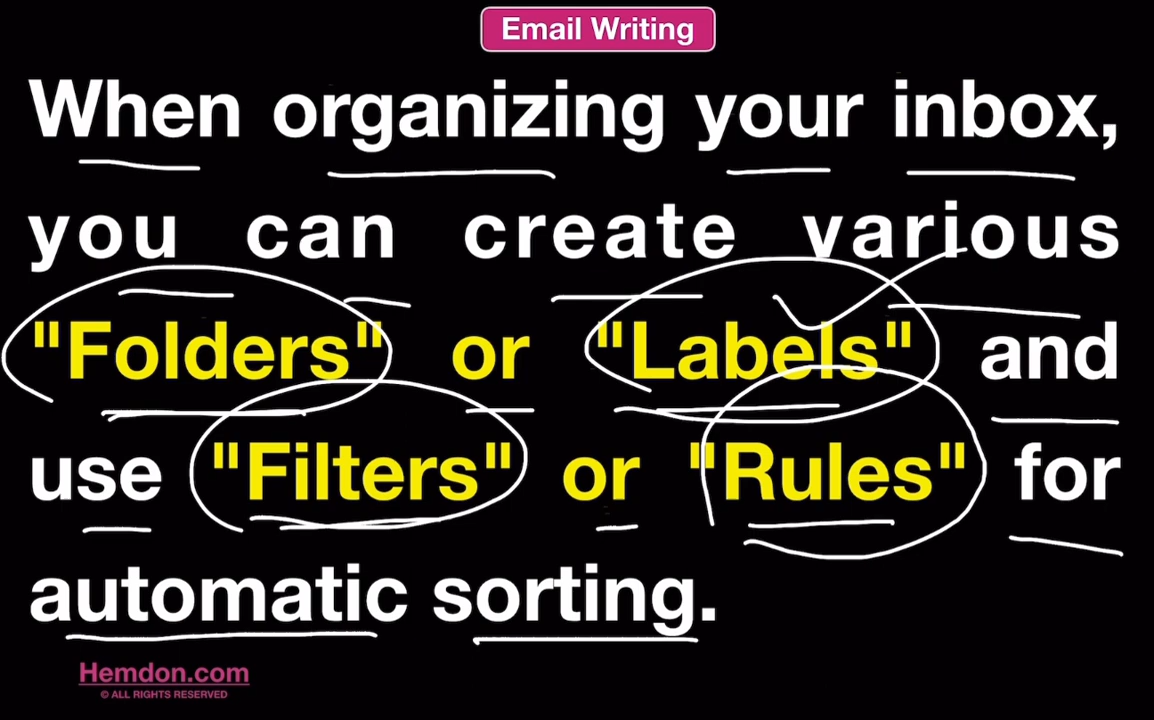 Email Writing
When organizing your inbox,
you can create various
"Folders" or "Labels" and
use "Filters" or "Rules" for
automatic sorting.
Hemdon.com
© ALL RIGHTS RESERVED